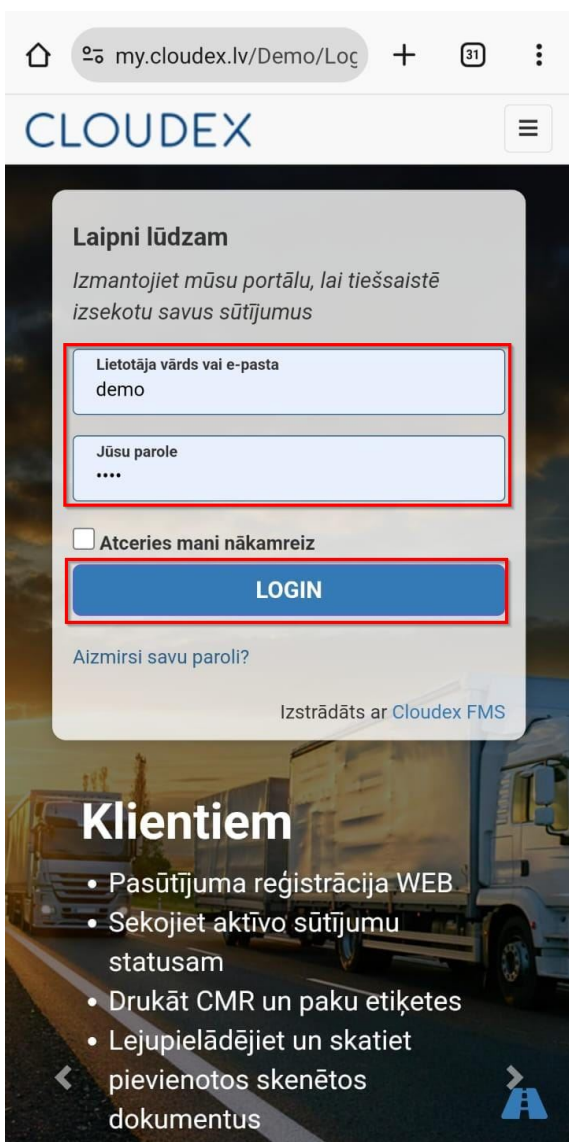 my.cloudex.lv/Demo/Log
31
CLOUDEX
Laipni lūdzam
Izmantojiet mūsu portālu, lai tiešsaistē
izsekotu savus sūtījumus
Lietotāja vārds vai e-pasta
demo
Jūsu parole
••••
Atceries mani nākamreiz
LOGIN
Aizmirsi savu paroli?
Izstrādāts ar Cloudex FMS
Klientiem
• Pasūtījuma reģistrācija WEB
• Sekojiet aktīvo sūtījumu
statusam
• Drukāt CMR un paku etiķetes
• Lejupielādējiet un skatiet
pievienotos skenētos
dokumentus